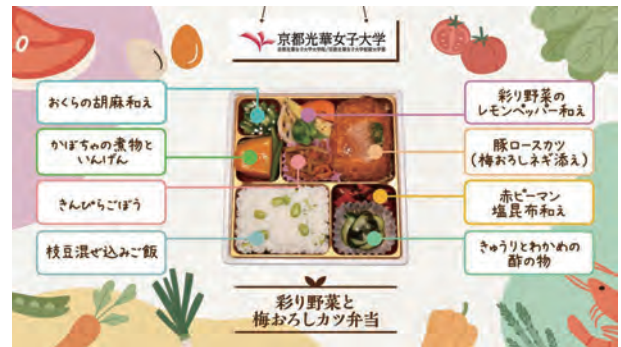 京都光華女子大学
おくらの胡麻和え
かぼちゃの煮物と
いんげん
きんぴらごぼう
枝豆混ぜ込みご飯
彩り野菜の
レモンペッパー和え
豚ロースカツ
(梅おろしネギ添え)
赤ピーマン
塩昆布和え
きゅうりとわかめの
酢の物
彩り野菜と
梅おろしカツ弁当